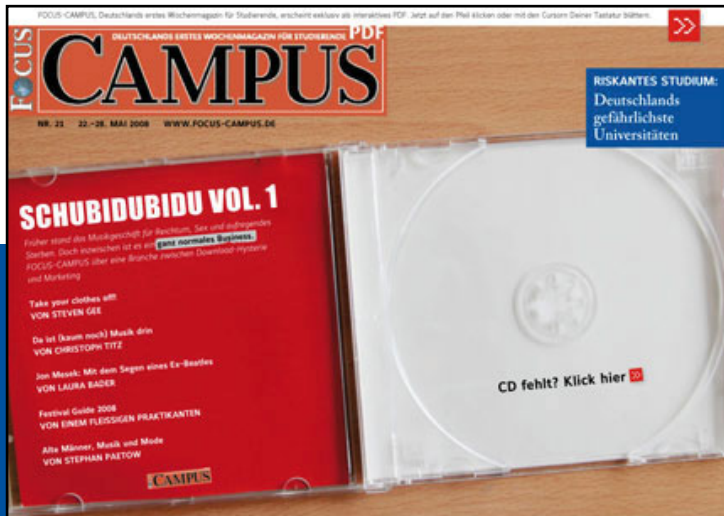 FOCUS-CAMPUS, Deutschlands erstes Wochenmagazin für Studierende, erscheint exklusiv als interaktives PDF. Jetzt auf den Pfeil klicken oder mit den Cursorn Deiner Tastatur blättern.
FOCUS
DEUTSCHLANDS ERSTES WOCHENMAGAZIN FÜR STUDIERENDE PDF
CAMPUS
NR. 21 22.–28. MAI 2008 WWW.FOCUS-CAMPUS.DE
RISKANTES STUDIUM:
Deutschlands
gefährlichste
Universitäten
SCHUBIDUBIDU VOL. 1
Früher stand das Musikgeschäft für Reichtum, Sex und aufregendes
Sterben. Doch inzwischen ist es ein ganz normales Business.
FOCUS-CAMPUS über eine Branche zwischen Download-Hysterie
und Marketing
Take your clothes off!
VON STEVEN GEE
Da ist (kaum noch) Musik drin
VON CHRISTOPH TITZ
Jon Mesek: Mit dem Segen eines Ex-Beatles
VON LAURA BADER
Festival Guide 2008
VON EINEM FLEISSIGEN PRAKTIKANTEN
Alte Männer, Musik und Mode
VON STEPHAN PAETOW
CAMPUS
CD fehlt? Klick hier